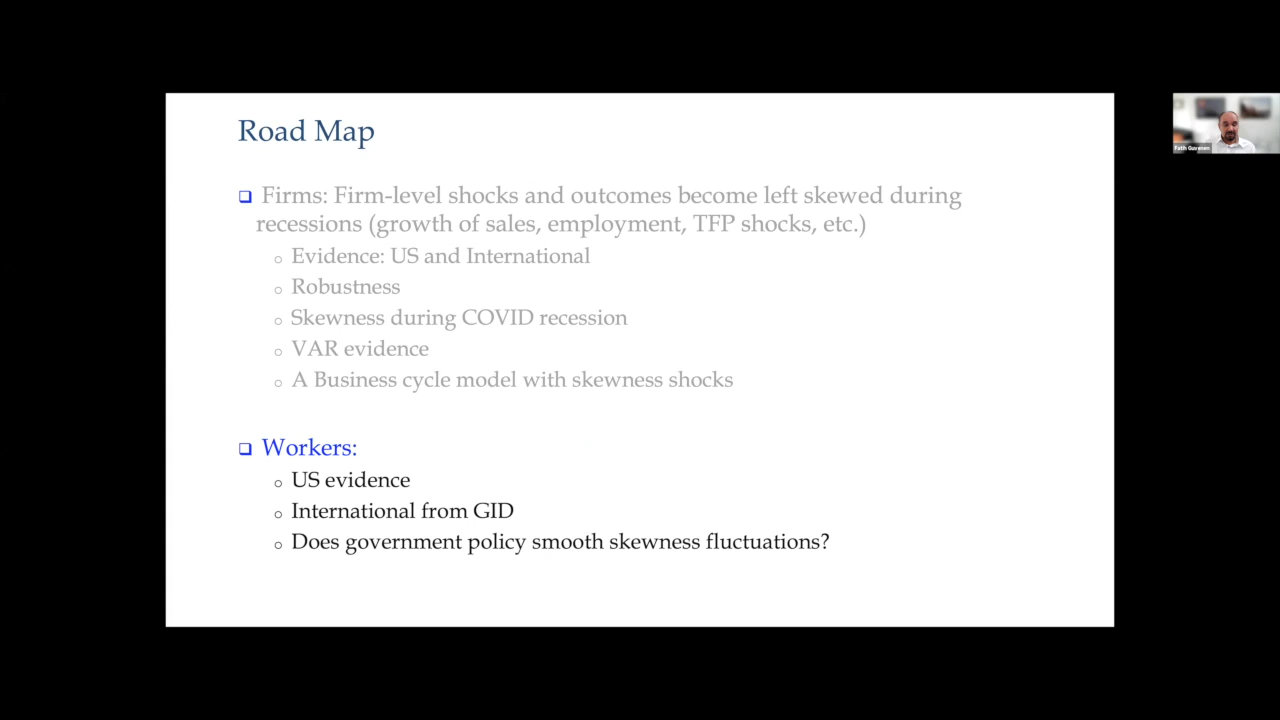 Road Map
Firms: Firm-level shocks and outcomes become left skewed during
recessions (growth of sales, employment, TFP shocks, etc.)
Evidence: US and International
Robustness
Skewness during COVID recession
VAR evidence
A Business cycle model with skewness shocks
Workers:
US evidence
International from GID
Does government policy smooth skewness fluctuations?
Fatih Guvenen